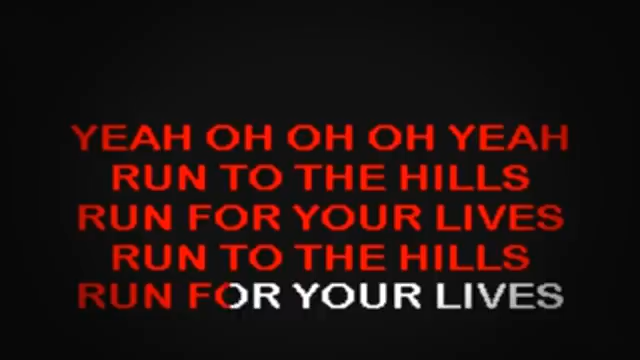 YEAH OH OH OH YEAH
RUN TO THE HILLS
RUN FOR YOUR LIVES
RUN TO THE HILLS
RUN FOR YOUR LIVES